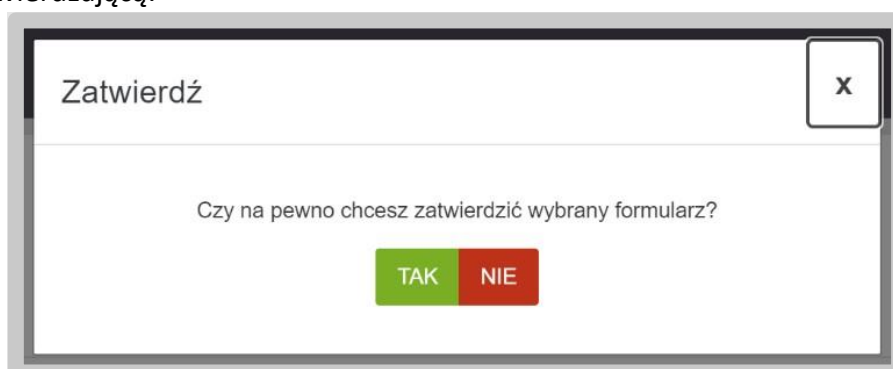 Zatwierdź
x
Czy na pewno chcesz zatwierdzić wybrany formularz?
TAK NIE